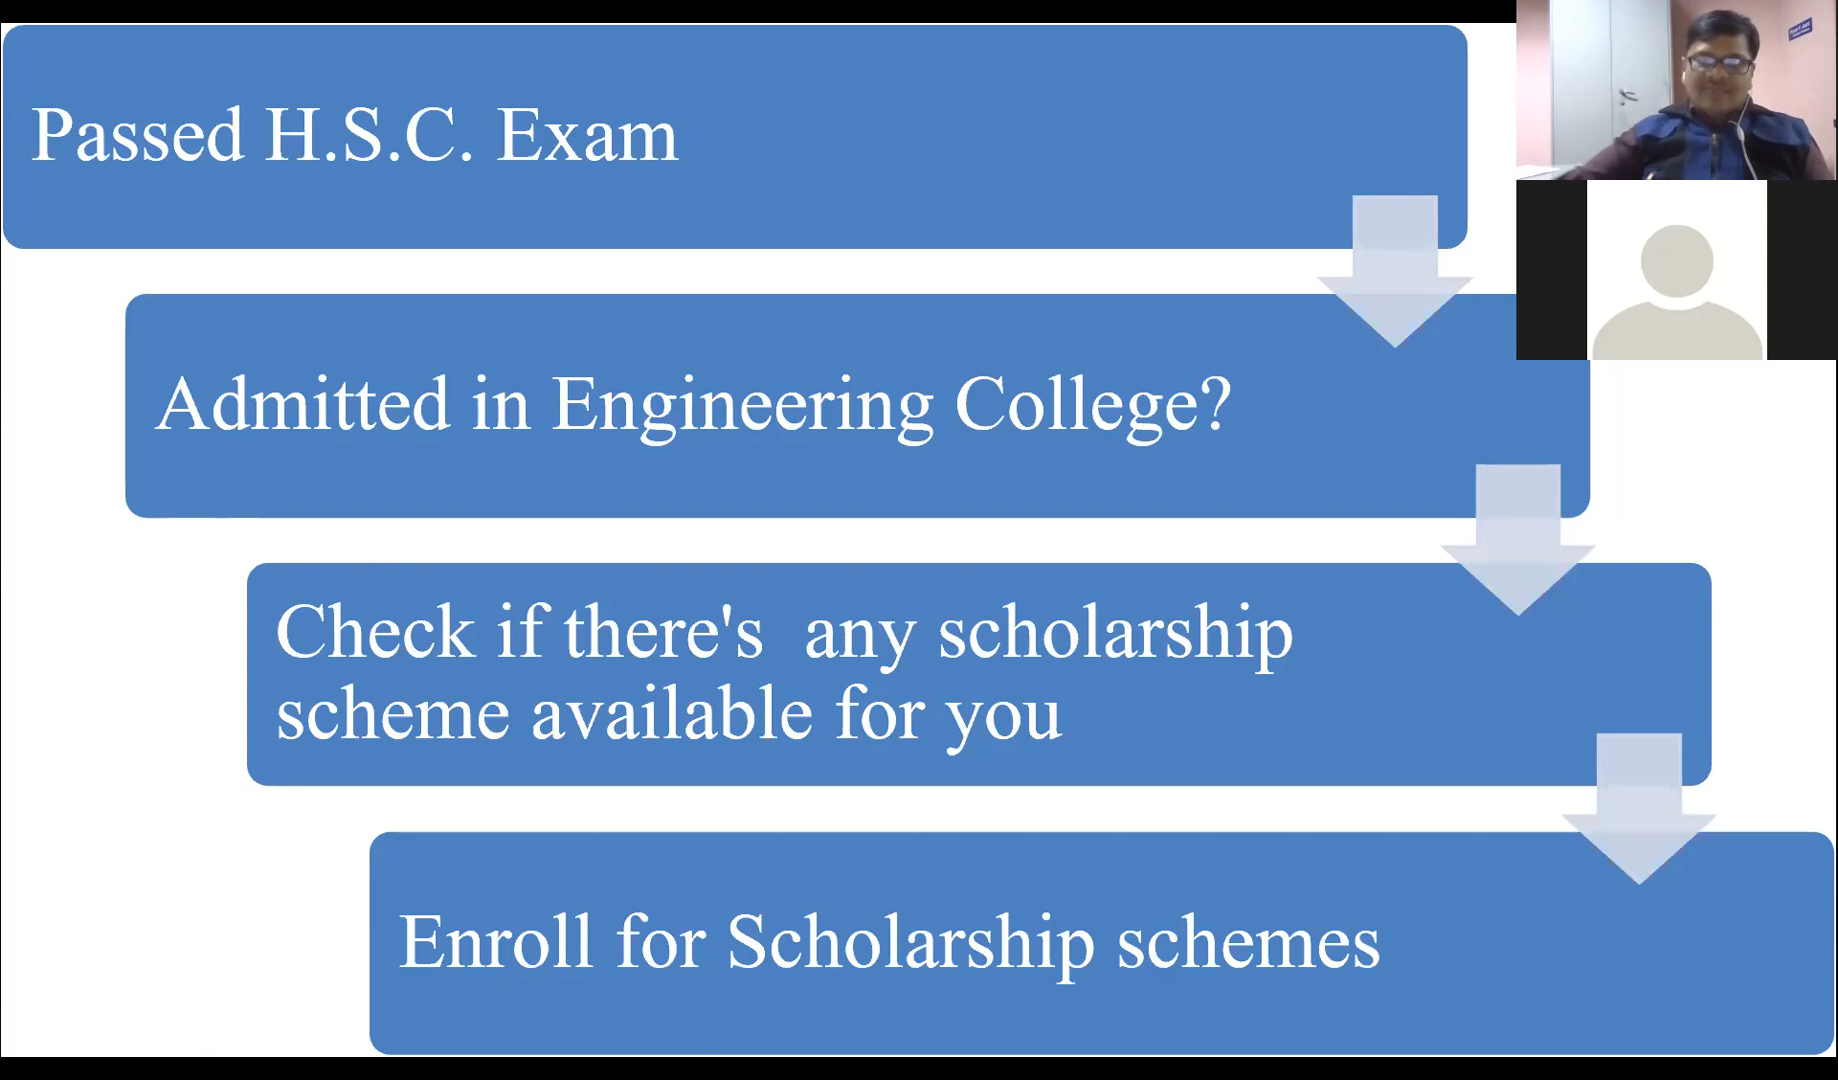 Passed H.S.C. Exam
Admitted in Engineering College?
Check if there's  any scholarship
scheme available for you
Enroll for Scholarship schemes